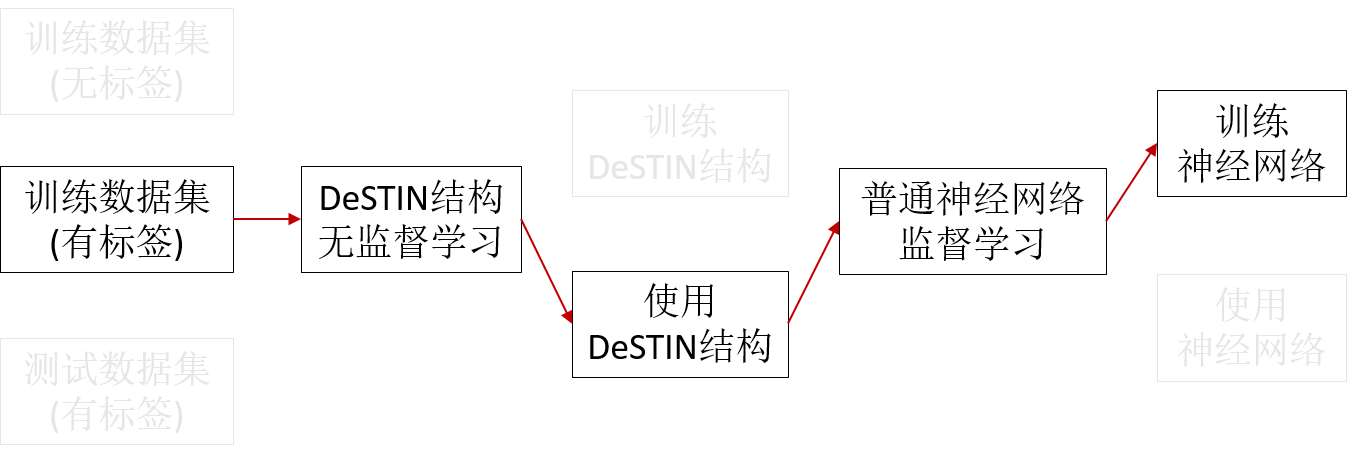 训练数据集
(无标签)
训练数据集
(有标签)
测试数据集
(有标签)
DeSTIN结构
无监督学习
训练
DeSTIN结构
使用
DeSTIN结构
普通神经网络
监督学习
训练
神经网络
使用
神经网络